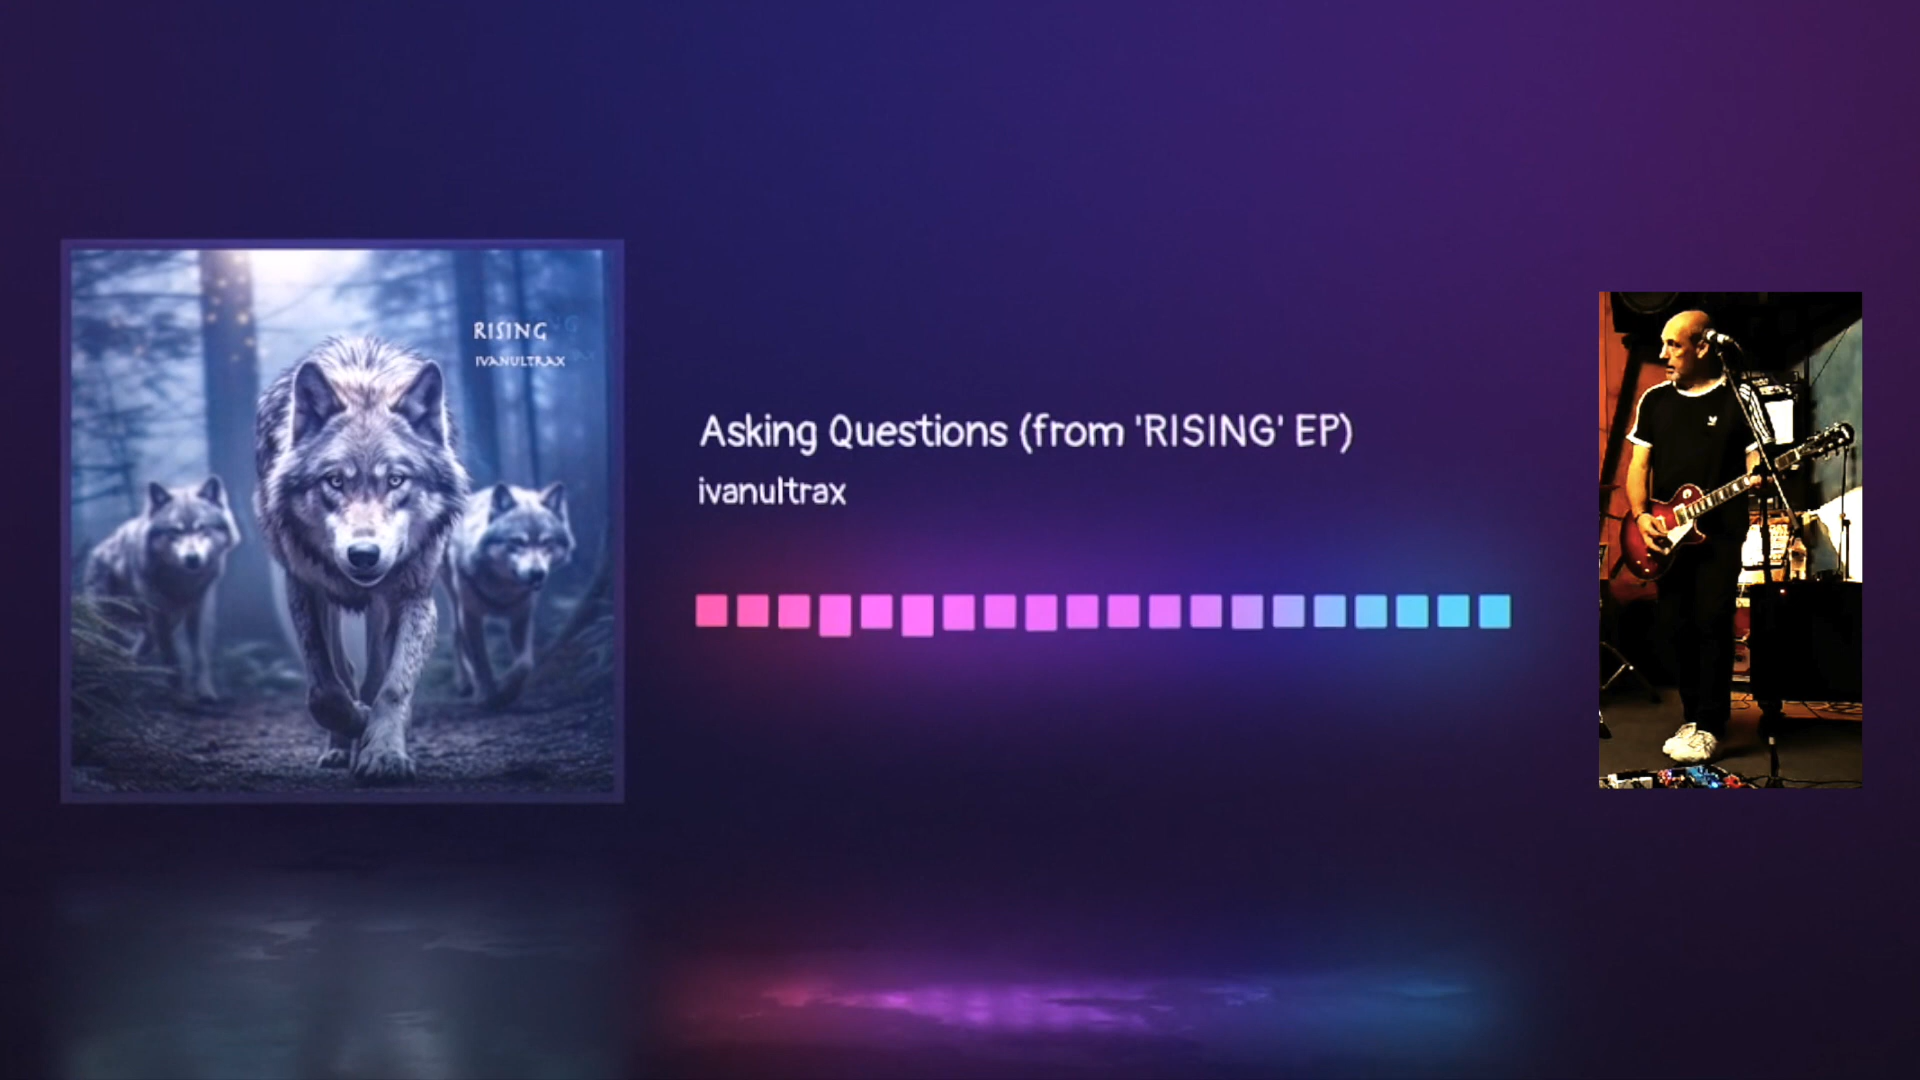 RISING
IVANULTRAX
Asking Questions (from 'RISING' EP)
ivanultrax